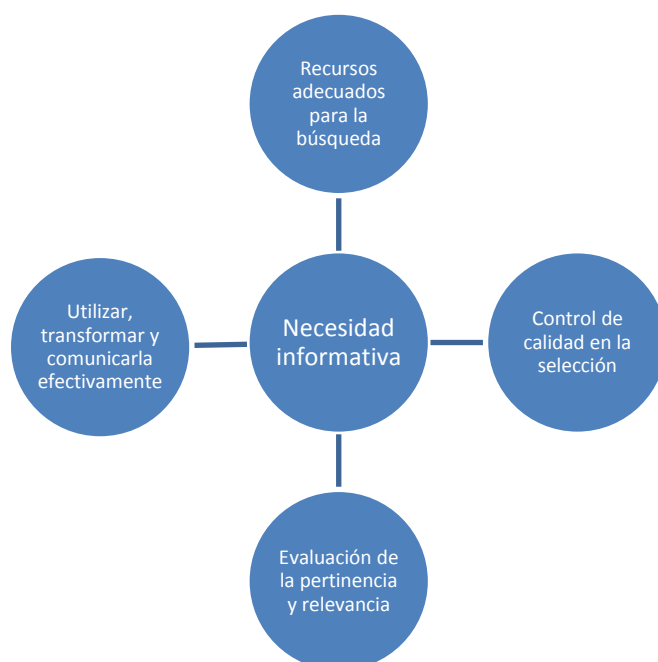 Recursos
adecuados
para la
búsqueda
Utilizar,
transformar y
comunicarla
efectivamente
Necesidad
informativa
Control de
calidad en la
selección
Evaluación de
la pertinencia
y relevancia